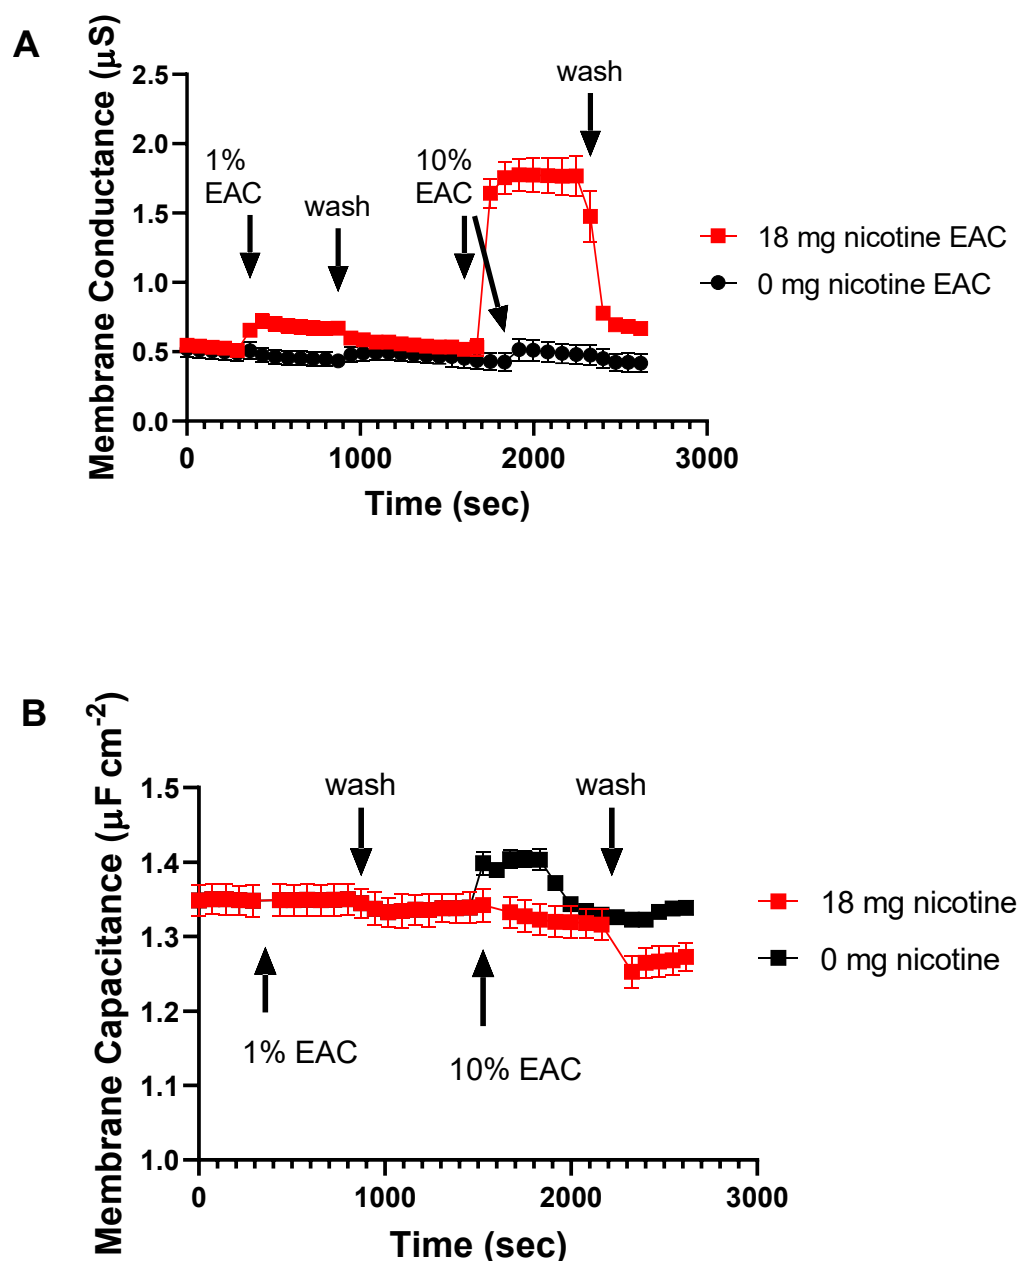 A
Membrane Conductance (μS)
2.5
2.0
1.5
1.0
0.5
0.0
1%
EAC
wash
10%
EAC
wash
18 mg nicotine EAC
0 mg nicotine EAC
0
1000
2000
3000
Time (sec)
B
Membrane Capacitance (μF cm-2)
1.5
1.4
1.3
1.2
1.1
1.0
wash
wash
1% EAC
10% EAC
18 mg nicotine
0 mg nicotine
0
1000
2000
3000
Time (sec)